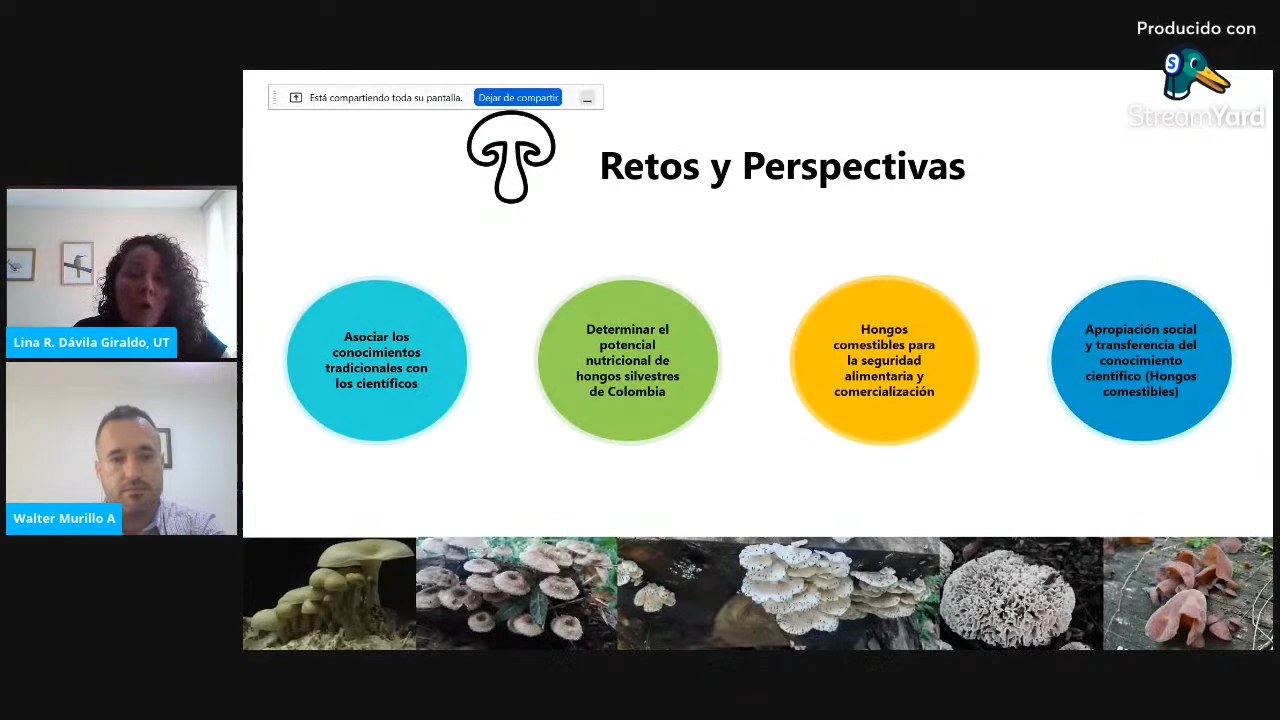 Producido con
StreamYard
Está compartiendo toda su pantalla.
Dejar de compartir
Retos y Perspectivas
Asociar los
conocimientos
tradicionales con
los científicos
Determinar el
potencial
nutricional de
hongos silvestres
de Colombia
Hongos
comestibles para
la seguridad
alimentaria y
comercialización
Apropiación social
y transferencia del
conocimiento
científico (Hongos
comestibles)
Lina R. Dávila Giraldo, UT
Walter Murillo A